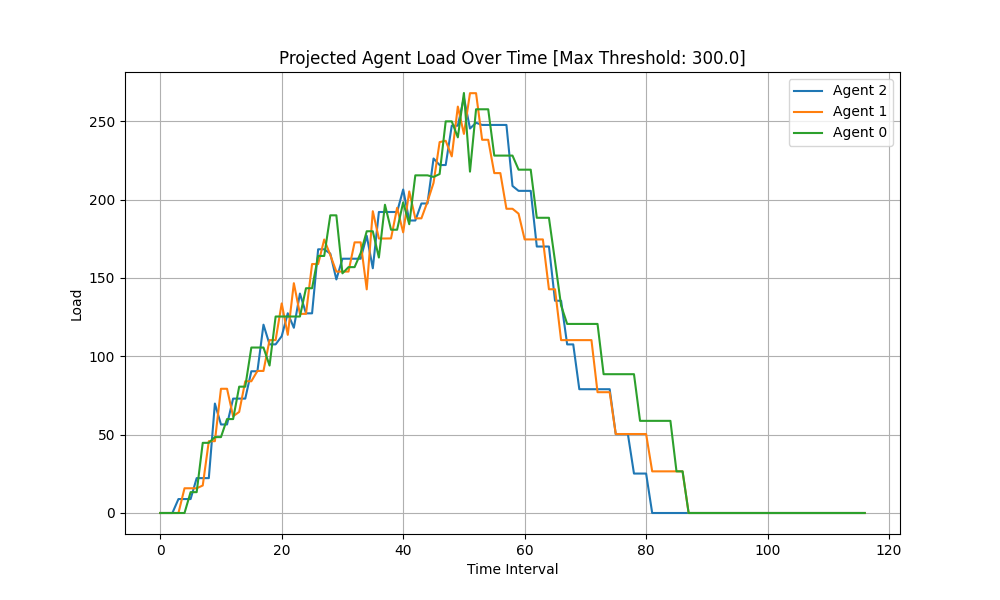 Projected Agent Load Over Time [Max Threshold: 300.0]
Agent 2
Agent 1
Agent 0
250
200
150
100
50
0
Load
0 20 40 60 80 100 120
Time Interval